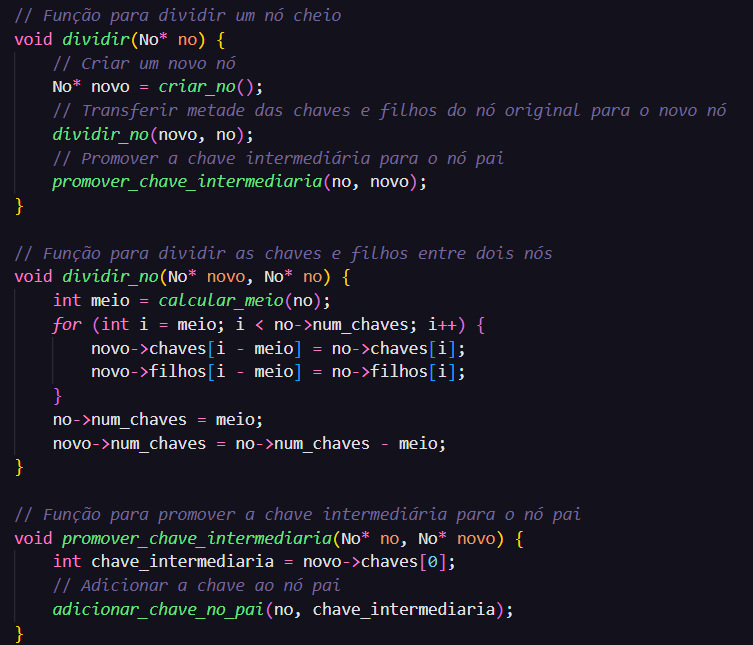 // Função para dividir um nó cheio
void dividir(No* no) {
    // Criar um novo nó
    No* novo = criar_no();
    // Transferir metade das chaves e filhos do nó original para o novo nó
    dividir_no(novo, no);
    // Promover a chave intermediária para o nó pai
    promover_chave_intermediaria(no, novo);
}

// Função para dividir as chaves e filhos entre dois nós
void dividir_no(No* novo, No* no) {
    int meio = calcular_meio(no);
    for (int i = meio; i < no->num_chaves; i++) {
        novo->chaves[i - meio] = no->chaves[i];
        novo->filhos[i - meio] = no->filhos[i];
    }
    no->num_chaves = meio;
    novo->num_chaves = no->num_chaves - meio;
}

// Função para promover a chave intermediária para o nó pai
void promover_chave_intermediaria(No* no, No* novo) {
    int chave_intermediaria = novo->chaves[0];
    // Adicionar a chave ao nó pai
    adicionar_chave_no_pai(no, chave_intermediaria);
}